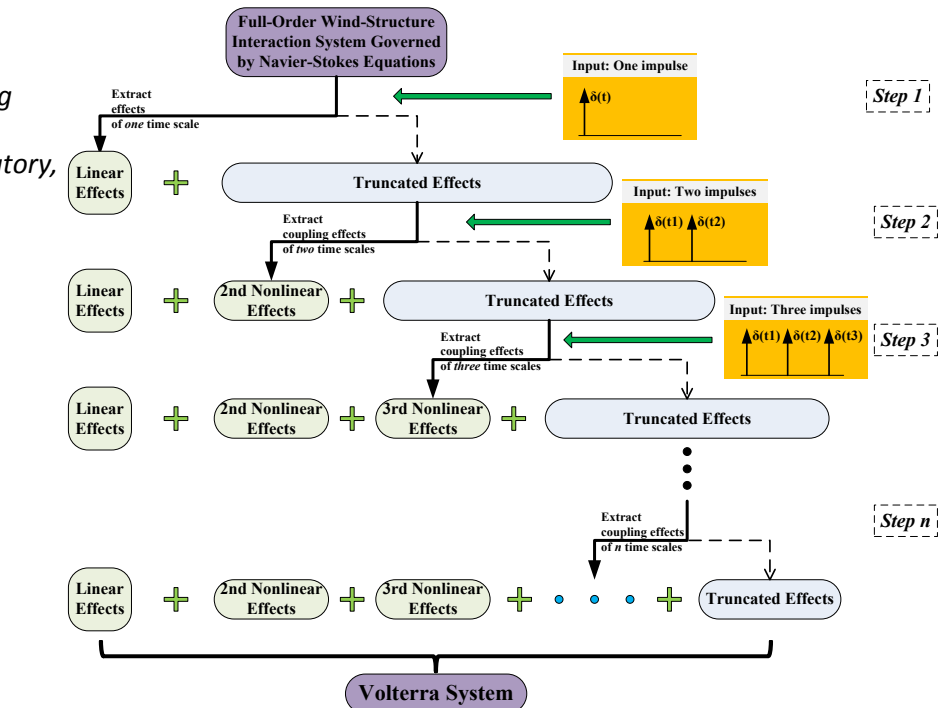 Full-Order Wind-Structure
Interaction System Governed
by Navier-Stokes Equations
Input: One impulse
δ(t)
Step 1
Extract
effects
of one time scale
Linear
Effects
Truncated Effects
Input: Two impulses
δ(t1) δ(t2)
Step 2
Extract
coupling effects
of two time scales
Linear
Effects
2nd Nonlinear
Effects
Truncated Effects
Input: Three impulses
δ(t1) δ(t2) δ(t3)
Step 3
Extract
coupling effects
of three time scales
Linear
Effects
2nd Nonlinear
Effects
3rd Nonlinear
Effects
Truncated Effects
Step n
Extract
coupling effects
of n time scales
Linear
Effects
2nd Nonlinear
Effects
3rd Nonlinear
Effects
Truncated Effects
Volterra System